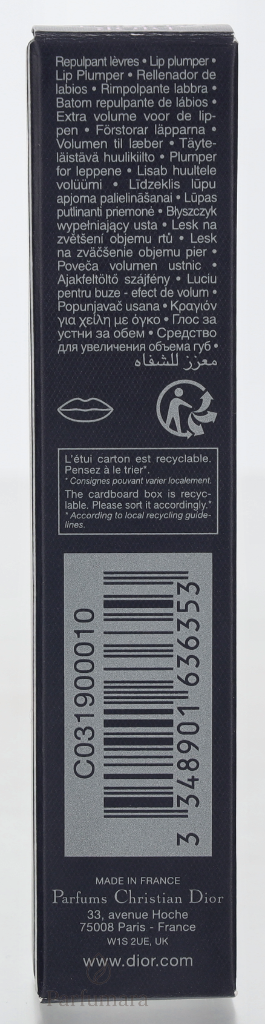 Repulpant lèvres • Lip plumper •
Lip Plumper • Rellenador de
labios • Rimpolpante labbra •
Batom repulpante de lábios •
Extra volume voor de lip-
pen • Förstorar läpparna •
Volumen til læber • Täyte-
läistävä huulikiilto • Plumper
for leppene • Lisab huultele
volüümi • Līdzeklis lūpu
apjoma palielināšanai • Lūpas
putlinanti priemonė • Błyszczyk
wypełniający usta • Lesk na
zvětšení objemu rtů • Lesk
na zväčšenie objemu pier •
Poveča volumen ustnic •
Ajakfeltöltő szájfény • Luciu
pentru buze - efect de volum •
Popunjavač usana • Κραγιόν
για χείλη με όγκο • Глос за
устни за обем • Средство
для увеличения объема губ •
معزز للشفاه
L'étui carton est recyclable.
Pensez à le trier*.
* Consignes pouvant varier localement.
The cardboard box is recyc-
lable. Please sort it accordingly.*
* According to local recycling guide-
lines.
C031900010
3 348901 636353
MADE IN FRANCE
Parfums Christian Dior
33, avenue Hoche
75008 Paris - France
W1S 2UE, UK
www.dior.com
Parfumara